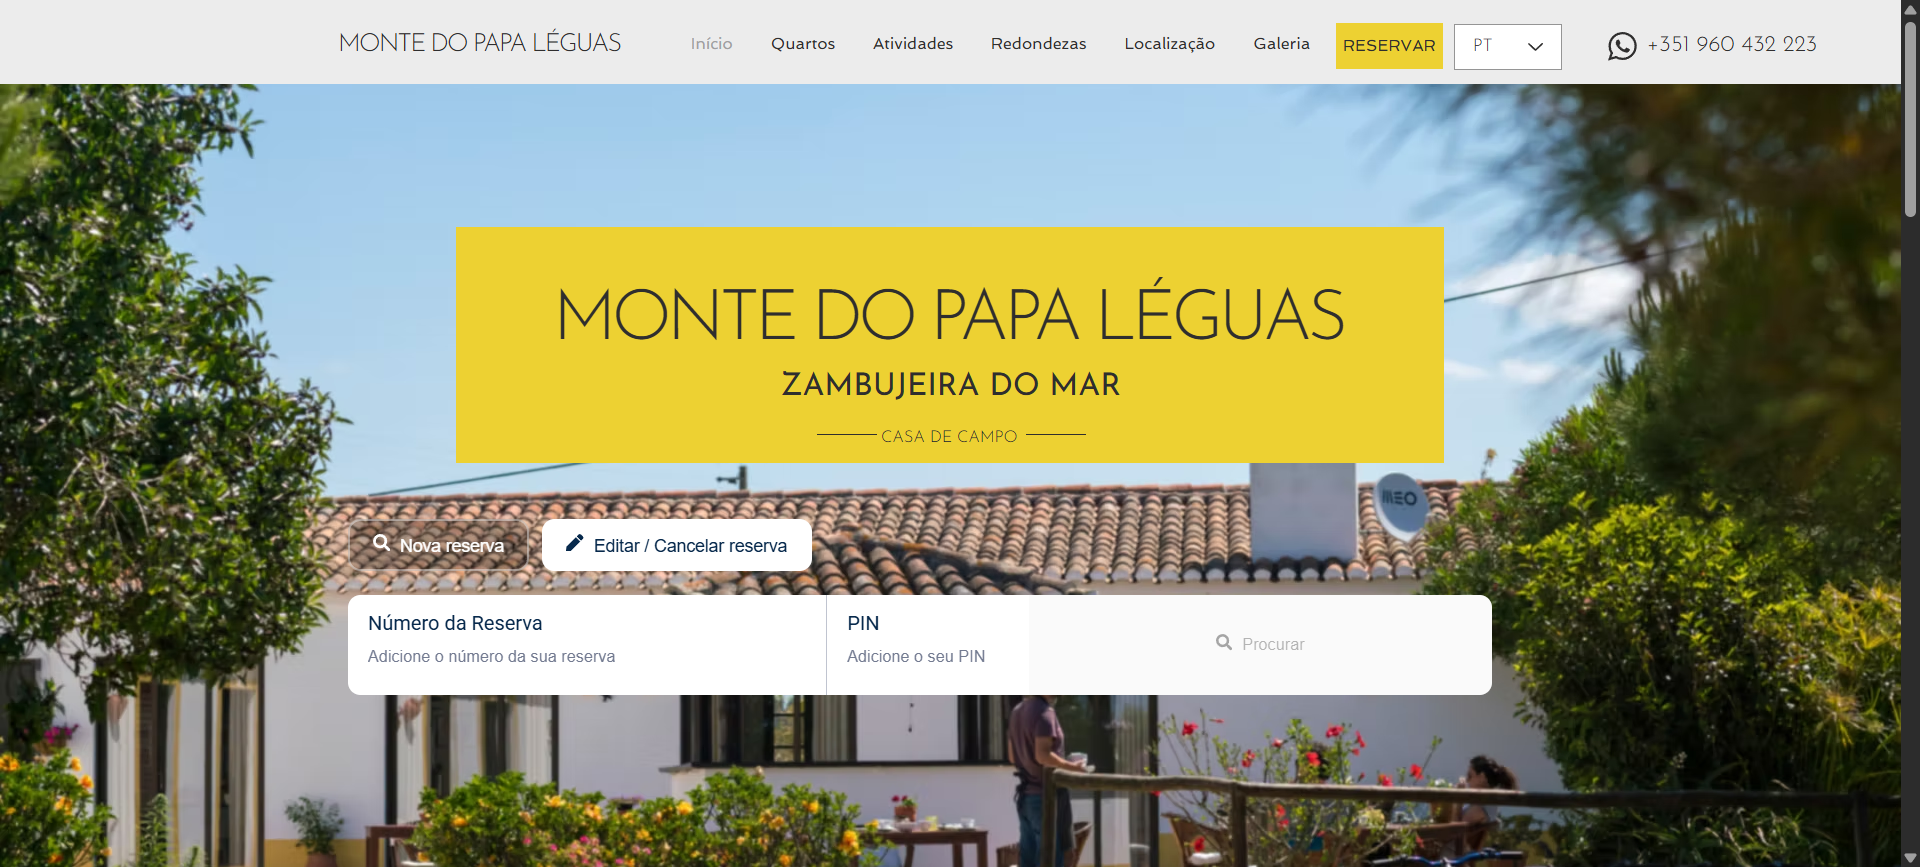 MONTE DO PAPA LÉGUAS
Início
Quartos
Atividades
Redondezas
Localização
Galeria
RESERVAR
PT
+351 960 432 223
MONTE DO PAPA LÉGUAS
ZAMBUJEIRA DO MAR
CASA DE CAMPO
MEO
Nova reserva
Editar / Cancelar reserva
Número da Reserva
Adicione o número da sua reserva
PIN
Adicione o seu PIN
Procurar